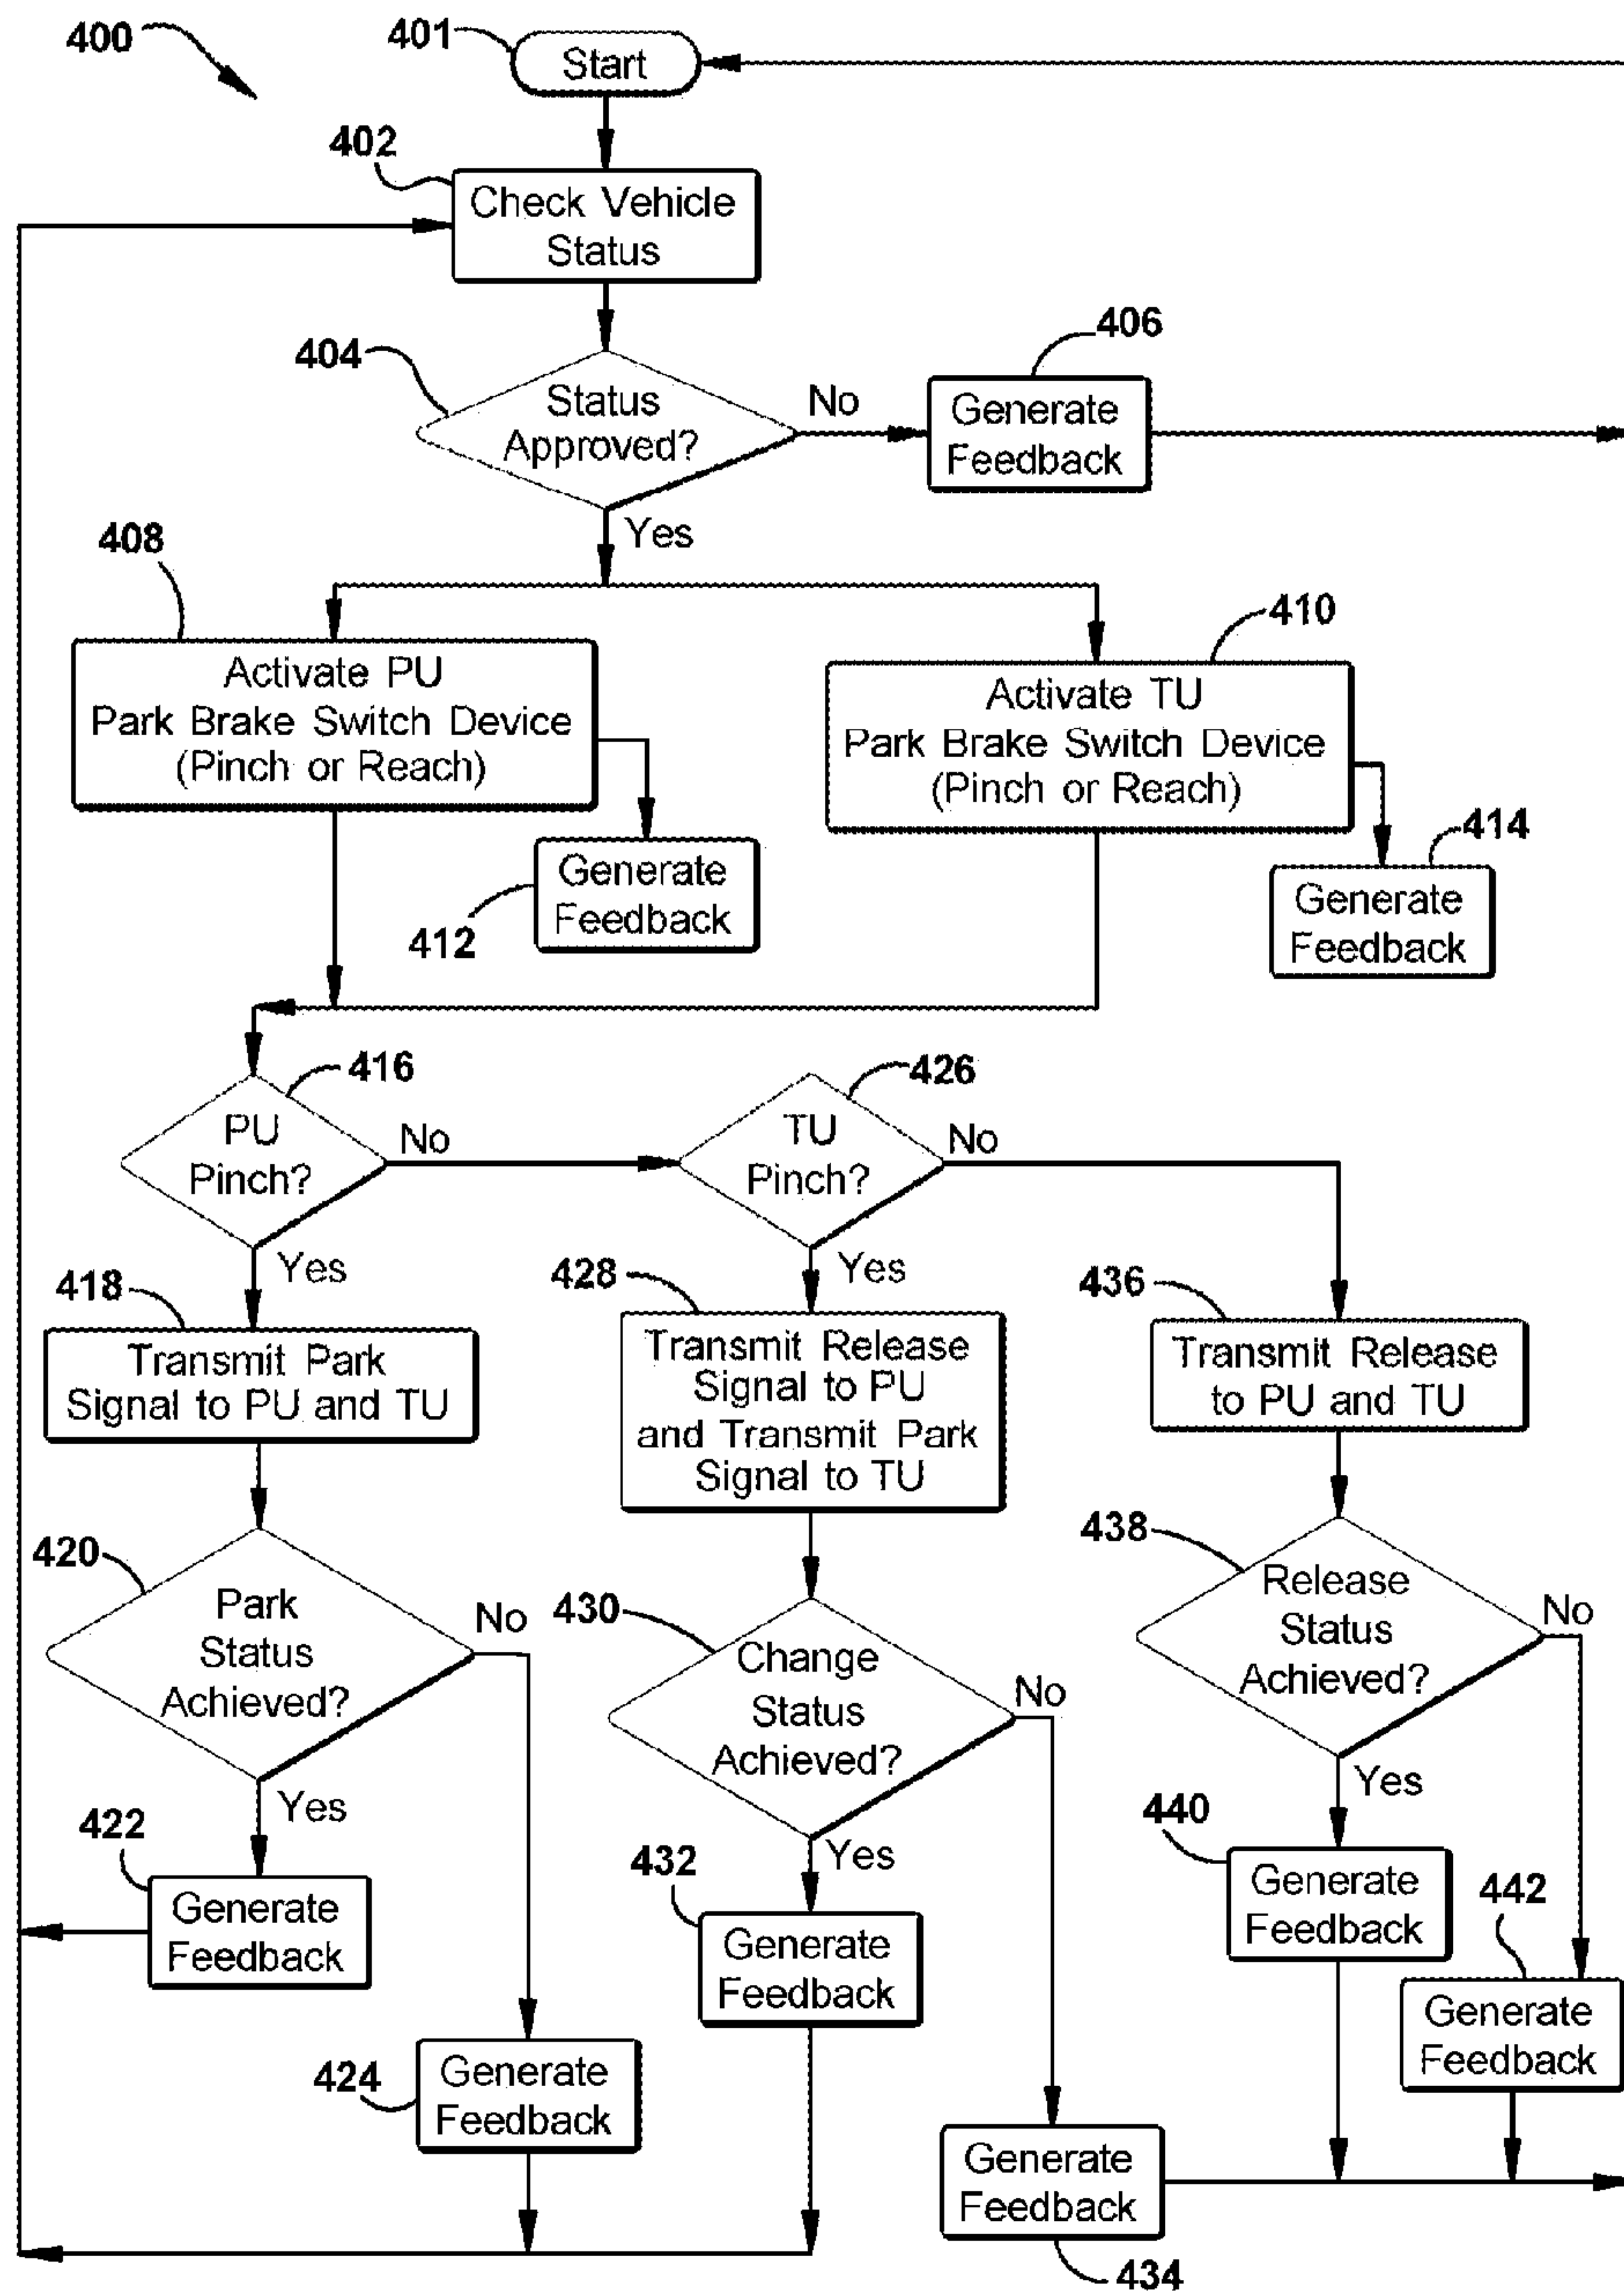 400
401
Start
402
Check Vehicle
Status
404
Status
Approved?
No
406
Generate
Feedback
Yes
408
Activate PU
Park Brake Switch Device
(Pinch or Reach)
410
Activate TU
Park Brake Switch Device
(Pinch or Reach)
412
Generate
Feedback
414
Generate
Feedback
416
PU
Pinch?
No
Yes
426
TU
Pinch?
No
Yes
418
Transmit Park
Signal to PU and TU
428
Transmit Release
Signal to PU
and Transmit Park
Signal to TU
436
Transmit Release
to PU and TU
420
Park
Status
Achieved?
No
Yes
430
Change
Status
Achieved?
No
Yes
438
Release
Status
Achieved?
No
Yes
422
Generate
Feedback
424
Generate
Feedback
432
Generate
Feedback
434
Generate
Feedback
440
Generate
Feedback
442
Generate
Feedback